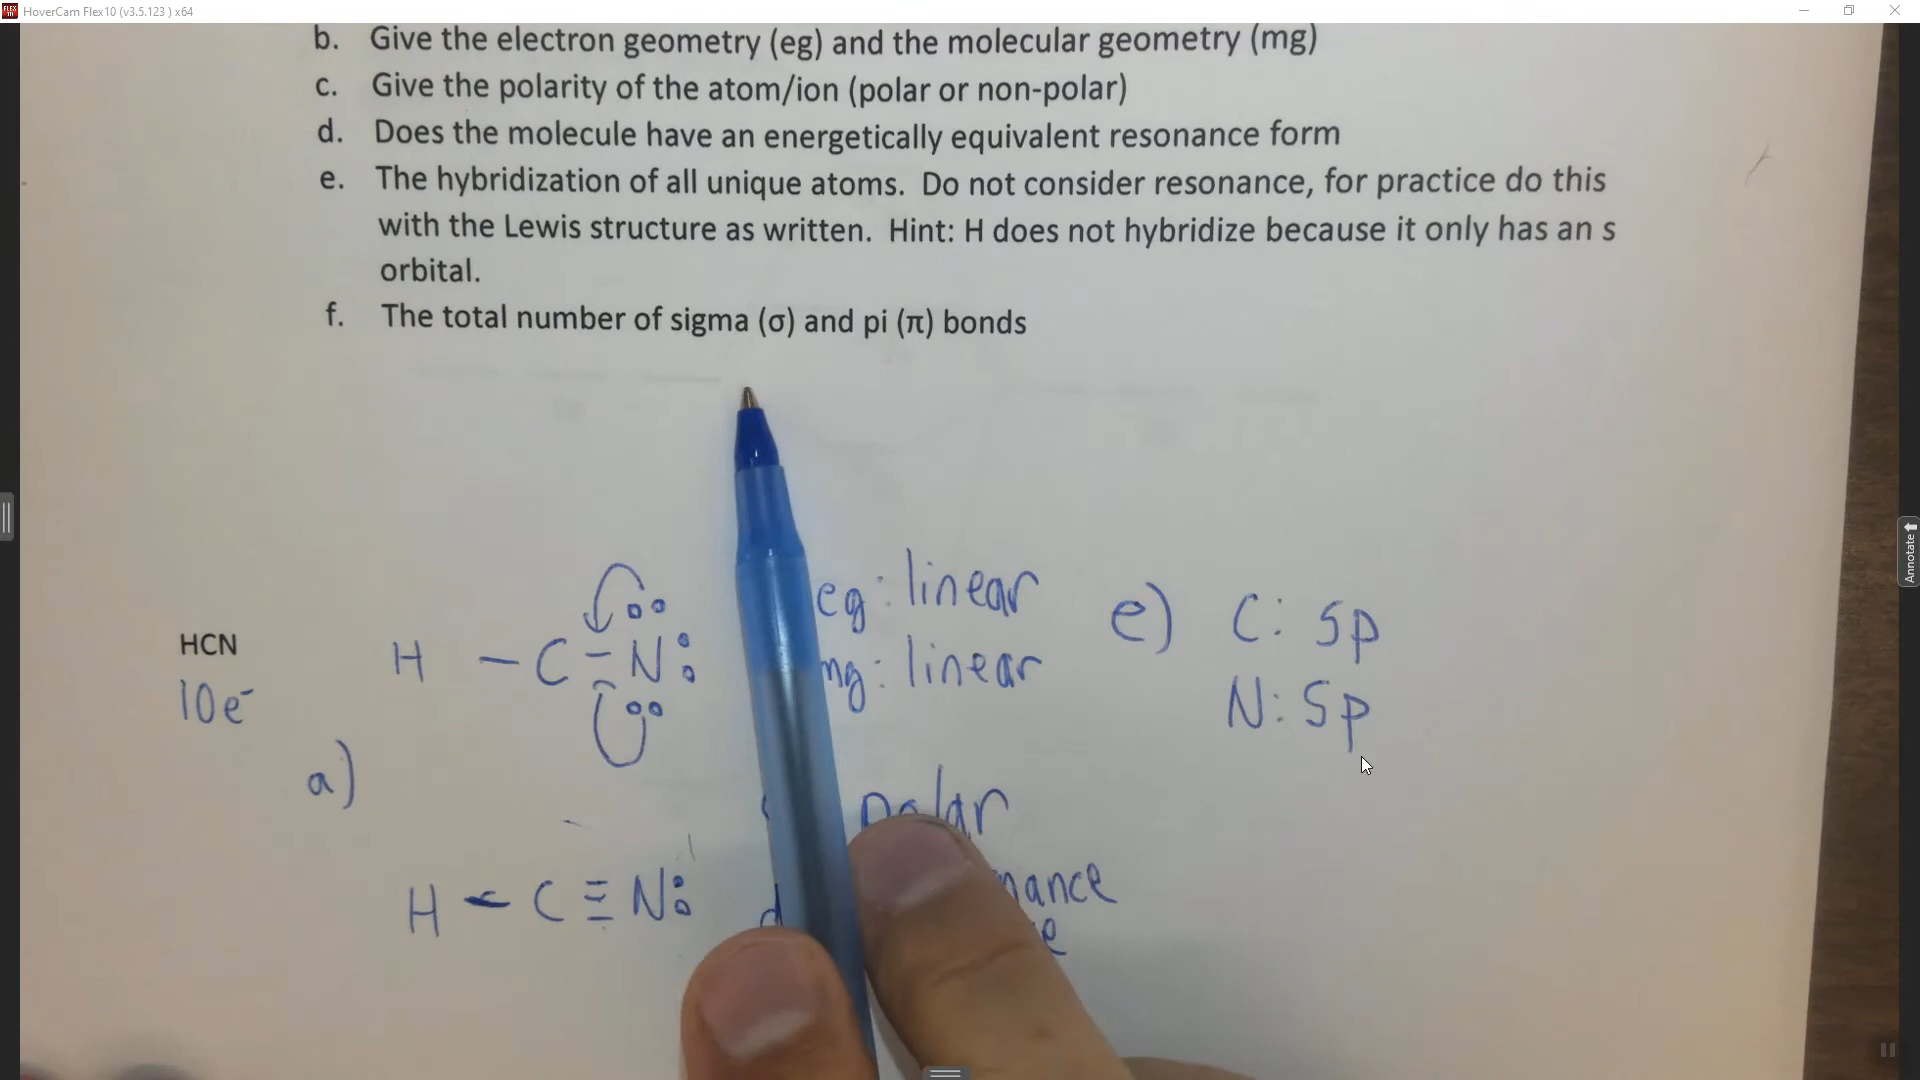 HoverCam Flex10 (v3.5.123 ) x64
b. Give the electron geometry (eg) and the molecular geometry (mg)
c. Give the polarity of the atom/ion (polar or non-polar)
d. Does the molecule have an energetically equivalent resonance form
e. The hybridization of all unique atoms. Do not consider resonance, for practice do this
with the Lewis structure as written. Hint: H does not hybridize because it only has an s
orbital.
f. The total number of sigma (σ) and pi (π) bonds
Annotate
HCN
10e⁻
H - C - N:
eg: linear
mg: linear
e) C: Sp
N: Sp
a)
polar
H - C ≡ N:
d